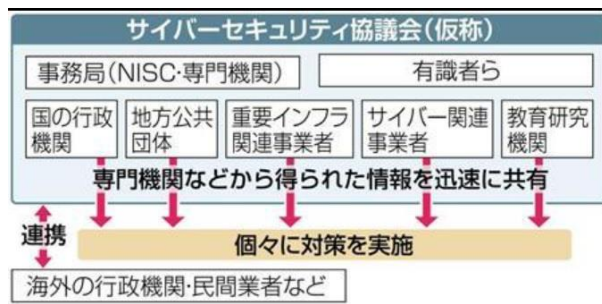 サイバーセキュリティ協議会(仮称)
事務局(NISC・専門機関)
有識者ら
国の行政
機関
地方公共
団体
重要インフラ
関連事業者
サイバー関連
事業者
教育研究
機関
専門機関などから得られた情報を迅速に共有
連携
個々に対策を実施
海外の行政機関・民間業者など